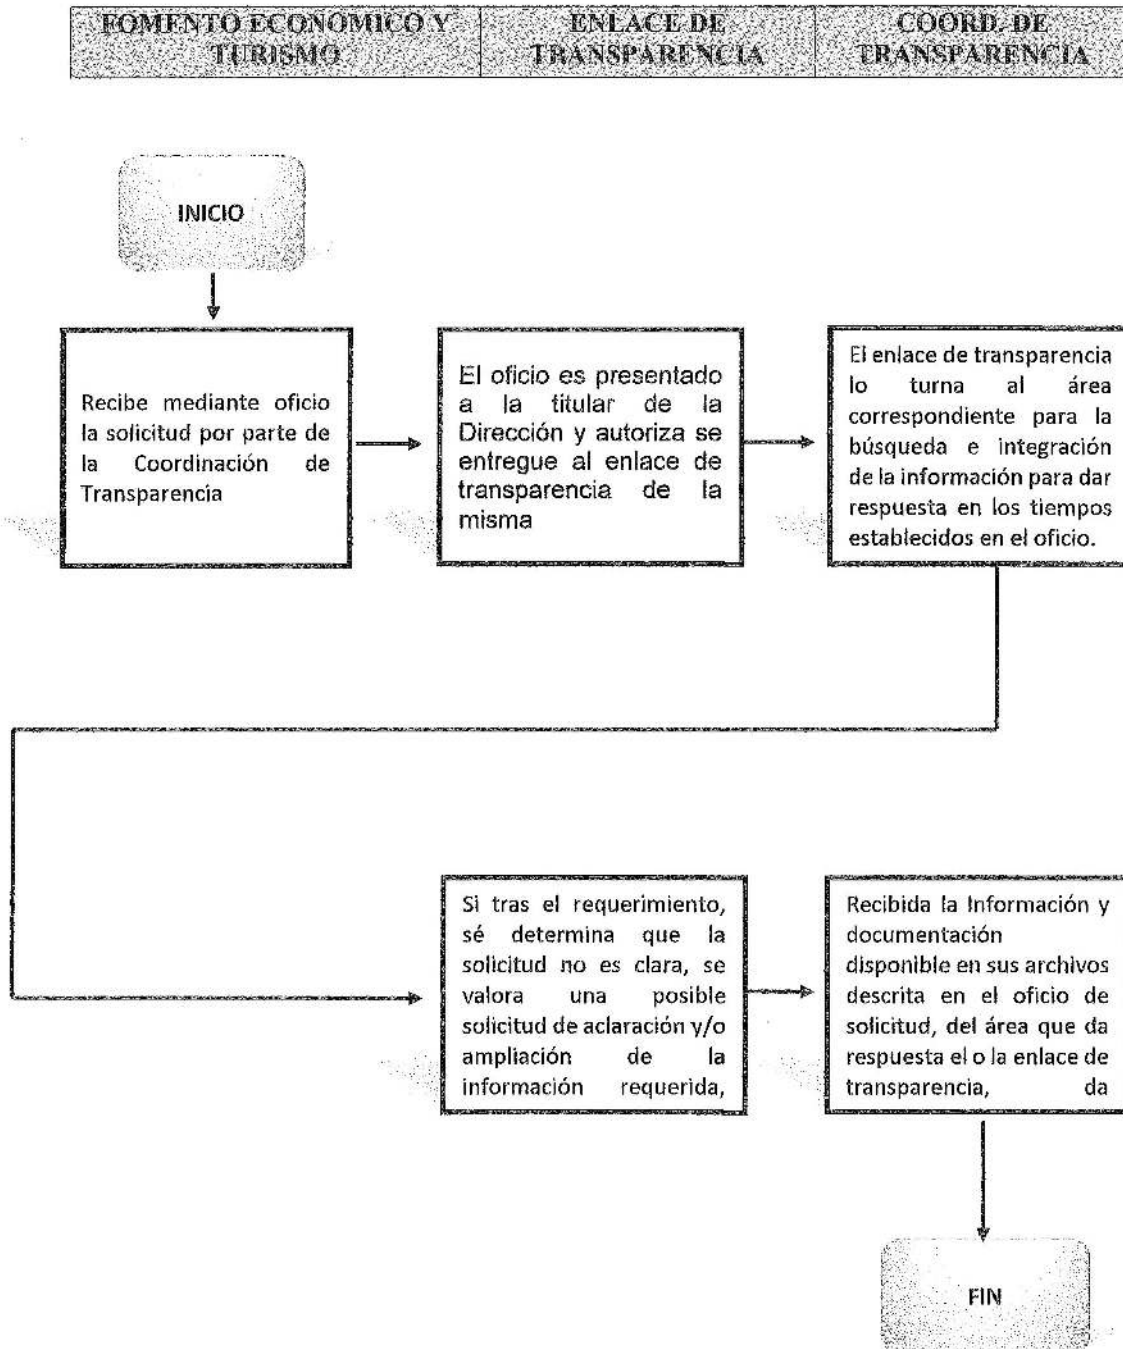 FOMENTO ECONOMICO Y
TURISMO
ENLACE DE
TRANSPARENCIA
COORD. DE
TRANSPARENCIA
INICIO
Recibe mediante oficio
la solicitud por parte de
la Coordinación de
Transparencia
El oficio es presentado
a la titular de la
Dirección y autoriza se
entregue al enlace de
transparencia de la
misma
El enlace de transparencia
lo turna al área
correspondiente para la
búsqueda e integración
de la información para dar
respuesta en los tiempos
establecidos en el oficio.
Si tras el requerimiento,
sé determina que la
solicitud no es clara, se
valora una posible
solicitud de aclaración y/o
ampliación de la
información requerida,
Recibida la Información y
documentación
disponible en sus archivos
descrita en el oficio de
solicitud, del área que da
respuesta el o la enlace de
transparencia, da
FIN